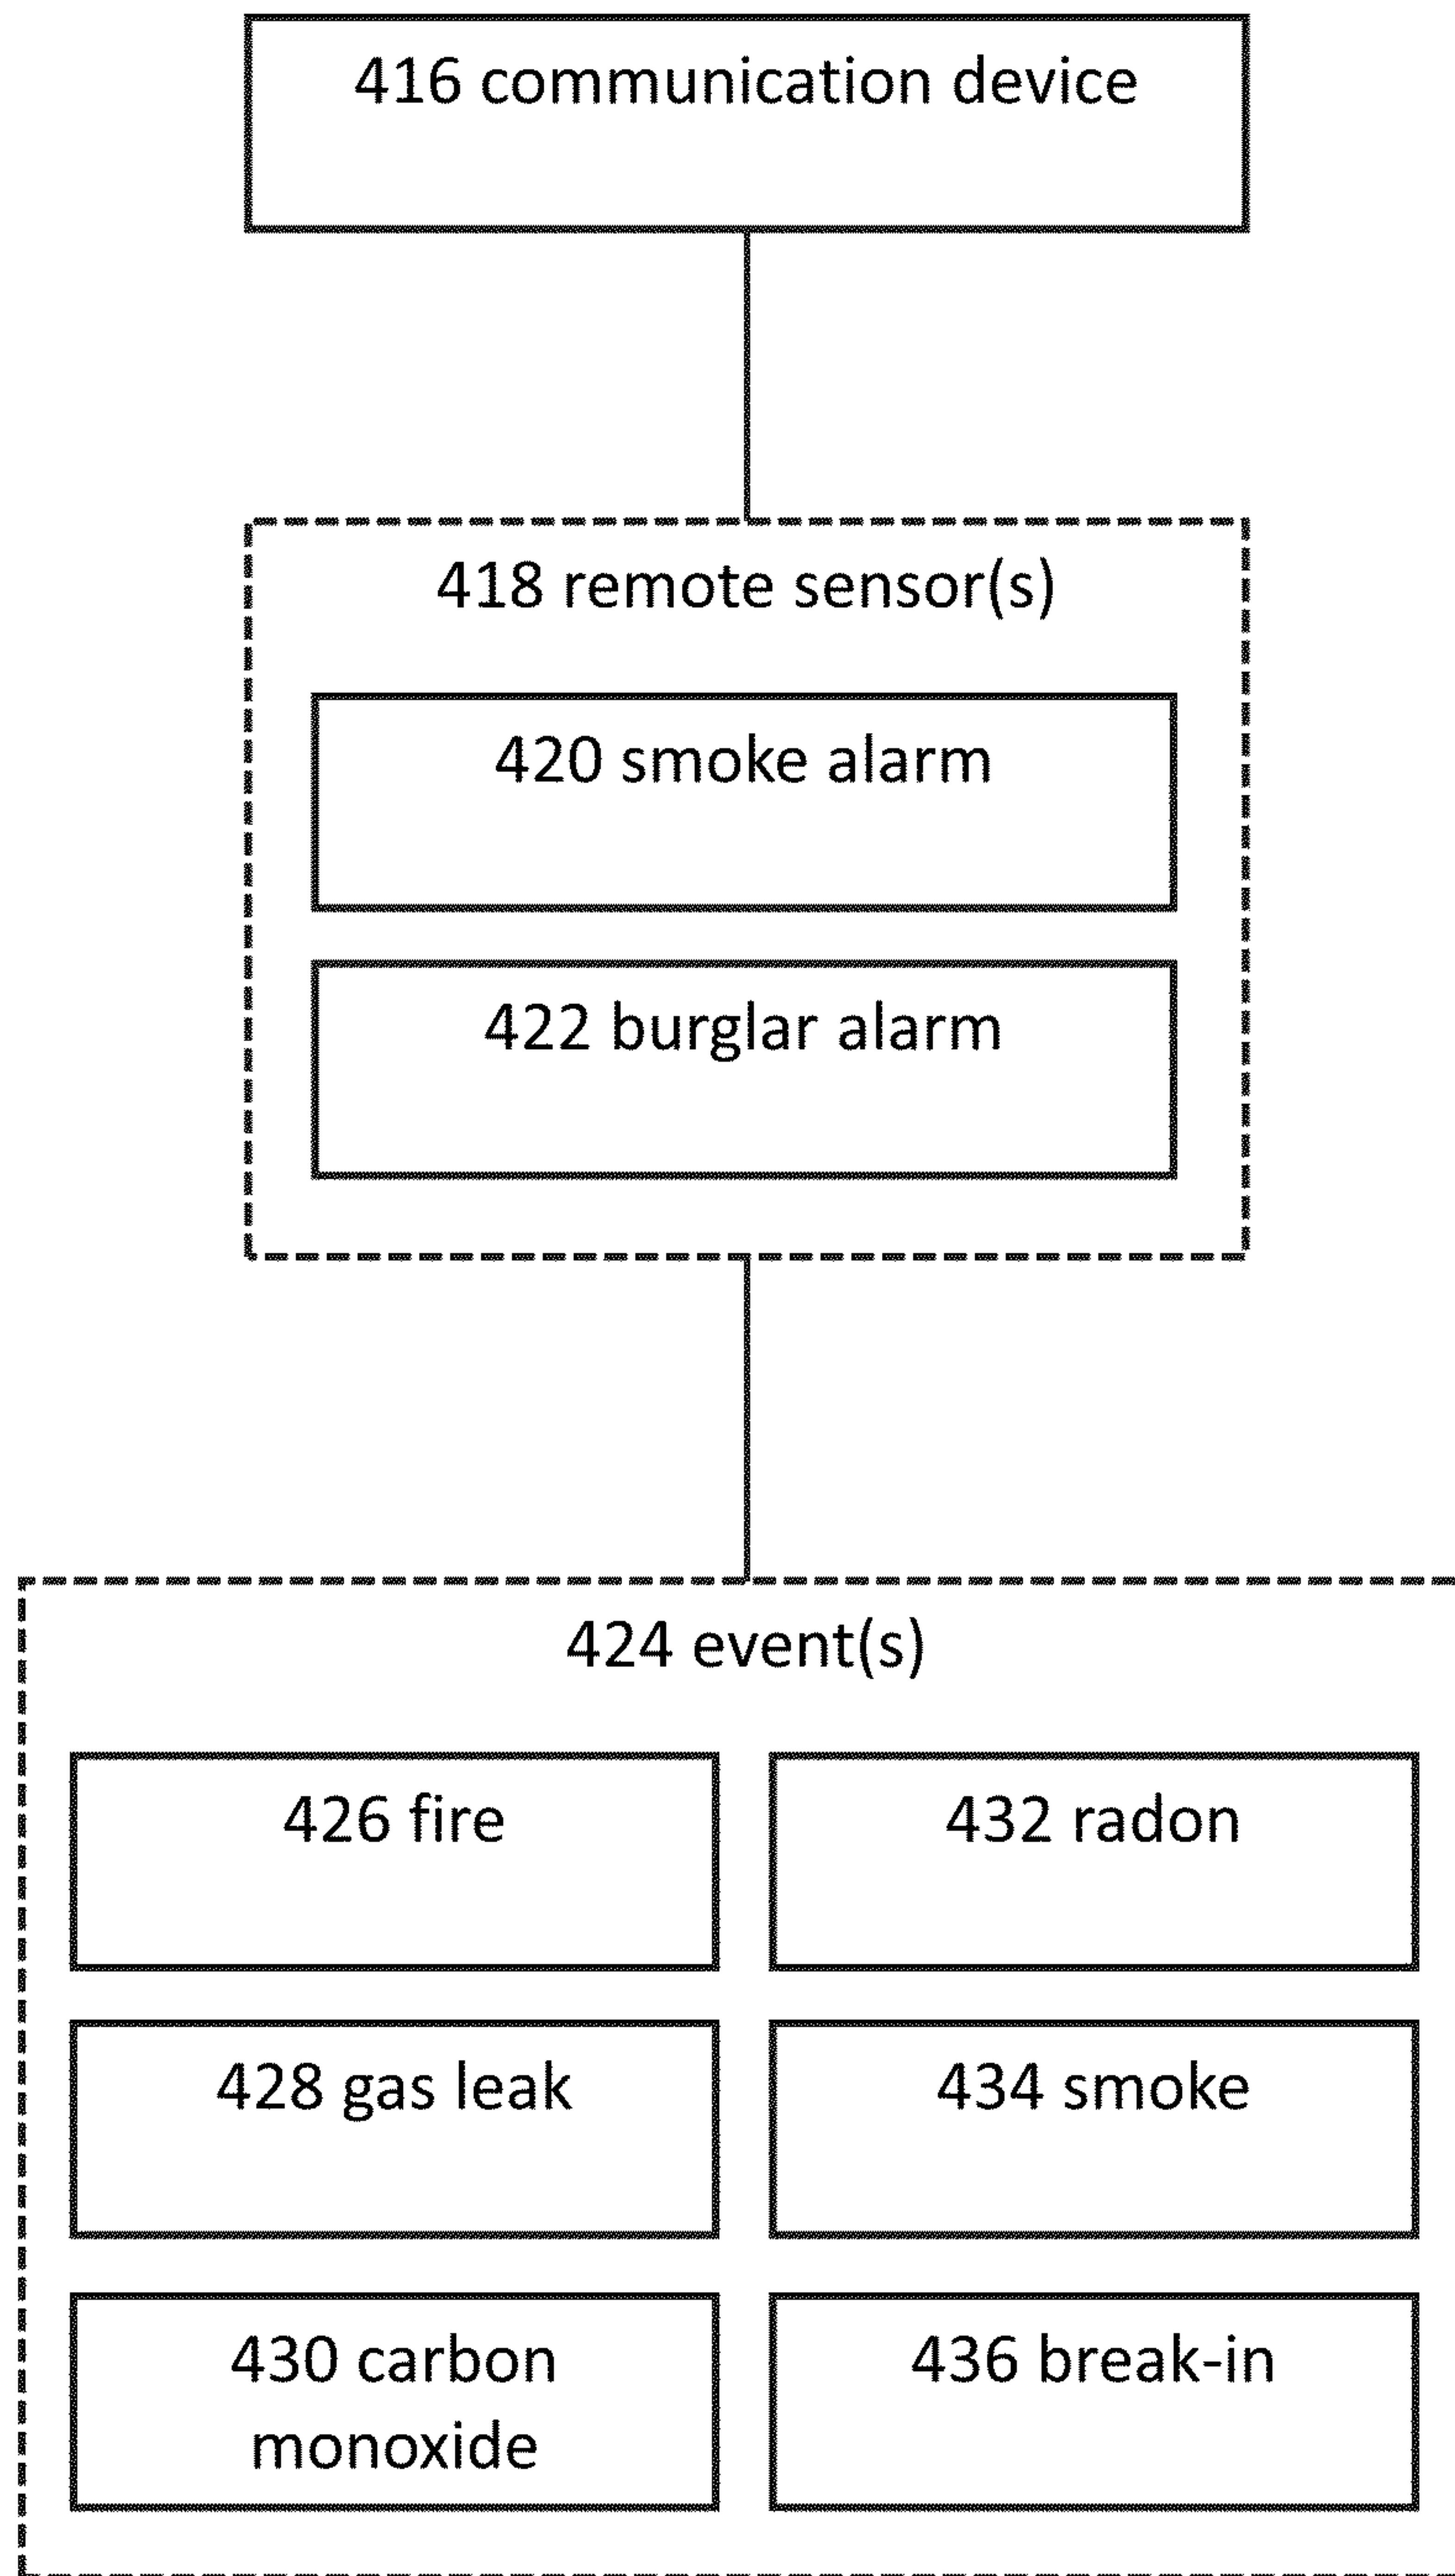 416 communication device
418 remote sensor(s)
420 smoke alarm
422 burglar alarm
424 event(s)
426 fire
432 radon
428 gas leak
434 smoke
430 carbon
monoxide
436 break-in